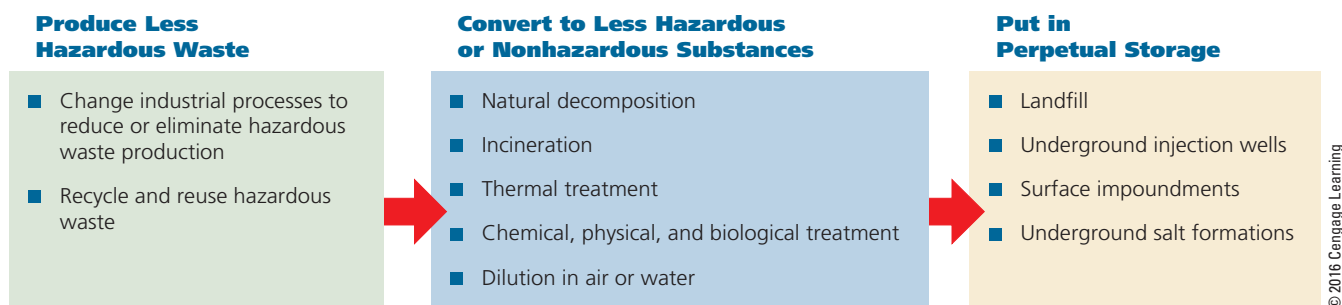 Produce Less
Hazardous Waste
Change industrial processes to
reduce or eliminate hazardous
waste production
Recycle and reuse hazardous
waste
Convert to Less Hazardous
or Nonhazardous Substances
Natural decomposition
Incineration
Thermal treatment
Chemical, physical, and biological treatment
Dilution in air or water
Put in
Perpetual Storage
Landfill
Underground injection wells
Surface impoundments
Underground salt formations
© 2016 Cengage Learning